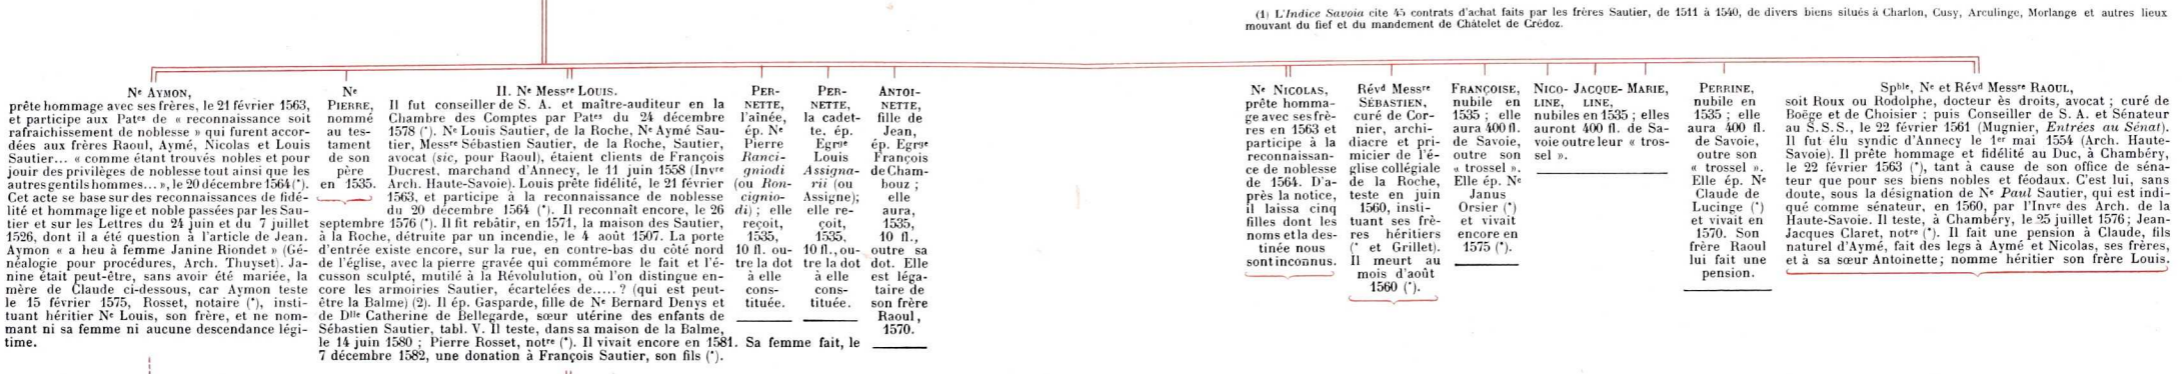 (1) L'Indice Savoia cite 45 contrats d'achat faits par les frères Sautier, de 1511 à 1540, de divers biens situés à Charlon, Cusy, Arculinge, Morlange et autres lieux
mouvant du fief et du mandement de Châtelet de Crédoz.
Nᵉ AYMON,
prête hommage avec ses frères, le 21 février 1563,
et participe aux Patᵉˢ de « reconnaissance soit
rafraichissement de noblesse » qui furent accor-
dées aux frères Raoul, Aymé, Nicolas et Louis
Sautier... « comme étant trouvés nobles et pour
jouir des privilèges de noblesse tout ainsi que les
autres gentils hommes... », le 20 décembre 1564 (*).
Cet acte se base sur des reconnaissances de fidé-
lité et hommage lige et noble passées par les Sau-
tier et sur les Lettres du 24 juin et du 7 juillet
1526, dont il a été question à l'article de Jean.
Aymon « a heu à femme Janine Riondet » (Gé-
néalogie pour procédures, Arch. Thuyset). Ja-
nine était peut-être, sans avoir été mariée, la
mère de Claude ci-dessous, car Aymon teste
le 15 février 1575, Rosset, notaire (*), insti-
tuant héritier Nᵉ Louis, son frère, et ne nom-
mant ni sa femme ni aucune descendance légi-
time.
Nᵉ
PIERRE,
nommé
au tes-
tament
de son
père
en 1535.
II. Nᵉ Messʳᵉ LOUIS.
Il fut conseiller de S. A. et maître-auditeur en la
Chambre des Comptes par Patᵉˢ du 24 décembre
1578 (*). Nᵉ Louis Sautier, de la Roche, Nᵉ Aymé Sau-
tier, Messʳᵉ Sébastien Sautier, de la Roche, Sautier,
avocat (sic, pour Raoul), étaient clients de François
Ducrest, marchand d'Annecy, le 11 juin 1558 (Invʳᵉ
Arch. Haute-Savoie). Louis prête fidélité, le 21 février
1563, et participe à la reconnaissance de noblesse
du 20 décembre 1564 (*). Il reconnaît encore, le 26
septembre 1576 (*). Il fit rebâtir, en 1571, la maison des Sautier,
à la Roche, détruite par un incendie, le 4 août 1507. La porte
d'entrée existe encore, sur la rue, en contre-bas du côté nord
de l'église, avec la pierre gravée qui commémore le fait et l'é-
cusson sculpté, mutilé à la Révolulution, où l'on distingue en-
core les armoiries Sautier, écartelées de..... ? (qui est peut-
être la Balme) (2). Il ép. Gasparde, fille de Nᵉ Bernard Denys et
de Dˡˡᵉ Catherine de Bellegarde, sœur utérine des enfants de
Sébastien Sautier, tabl. V. Il teste, dans sa maison de la Balme,
le 14 juin 1580 ; Pierre Rosset, notʳᵉ (*). Il vivait encore en 1581. Sa femme fait, le
7 décembre 1582, une donation à François Sautier, son fils (*).
PER-
NETTE,
l'aînée,
ép. Nᵉ
Pierre
Ranci-
gniodi
(ou Ron-
cignio-
di) ; elle
reçoit,
1535,
10 fl. ou-
tre la dot
à elle
cons-
tituée.
PER-
NETTE,
la cadet-
te. ép.
Egrᵍᵉ
Louis
Assigna-
rii (ou
Assigne);
elle re-
çoit,
1535,
10 fl., ou-
tre la dot
à elle
cons-
tituée.
ANTOI-
NETTE,
fille de
Jean,
ép. Egrᵍᵉ
François
de Cham-
bouz ;
elle
aura,
1535,
10 fl.,
outre sa
dot. Elle
est léga-
taire de
son frère
Raoul,
1570.
Nᵉ NICOLAS,
prête homma-
ge avec ses frè-
res en 1563 et
participe à la
reconnaissan-
ce de noblesse
de 1564. D'a-
près la notice,
il laissa cinq
filles dont les
noms et la des-
tinée nous
sont inconnus.
Révᵈ Messʳᵉ
SÉBASTIEN,
curé de Cor-
nier, archi-
diacre et pri-
micier de l'é-
glise collégiale
de la Roche,
teste en juin
1560, insti-
tuant ses frè-
res héritiers
(* et Grillet).
Il meurt au
mois d'août
1560 (*).
FRANÇOISE,
nubile en
1535 ; elle
aura 400 fl.
de Savoie,
outre son
« trossel ».
Elle ép. Nᵉ
Janus
Orsier (*)
et vivait
encore en
1575 (*).
NICO- JACQUE- MARIE,
LINE, LINE,
nubiles en 1535 ; elles
auront 400 fl. de Sa-
voie outre leur « tros-
sel ».
PERRINE,
nubile en
1535 ; elle
aura 400 fl.
de Savoie,
outre son
« trossel ».
Elle ép. Nᵉ
Claude de
Lucinge (*)
et vivait en
1570. Son
frère Raoul
lui fait une
pension.
Spᵇˡᵉ, Nᵉ et Révᵈ Messʳᵉ RAOUL,
soit Roux ou Rodolphe, docteur ès droits, avocat ; curé de
Boëge et de Choisier ; puis Conseiller de S. A. et Sénateur
au S. S. S., le 22 février 1561 (Mugnier, Entrées au Sénat).
Il fut élu syndic d'Annecy le 1ᵉʳ mai 1554 (Arch. Haute-
Savoie). Il prête hommage et fidélité au Duc, à Chambéry,
le 22 février 1563 (*), tant à cause de son office de séna-
teur que pour ses biens nobles et féodaux. C'est lui, sans
doute, sous la désignation de Nᵉ Paul Sautier, qui est indi-
qué comme sénateur, en 1560, par l'Invʳᵉ des Arch. de la
Haute-Savoie. Il teste, à Chambéry, le 25 juillet 1576 ; Jean-
Jacques Claret, notʳᵉ (*). Il fait une pension à Claude, fils
naturel d'Aymé, fait des legs à Aymé et Nicolas, ses frères,
et à sa sœur Antoinette ; nomme héritier son frère Louis.